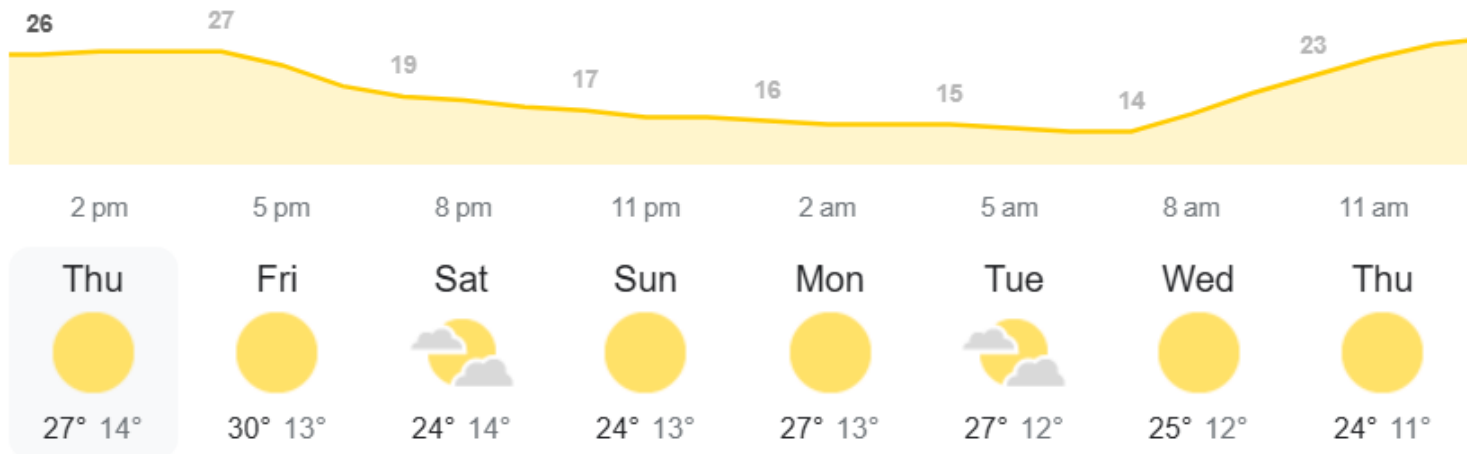 26 27 19 17 16 15 14 23
2 pm 5 pm 8 pm 11 pm 2 am 5 am 8 am 11 am
Thu Fri Sat Sun Mon Tue Wed Thu
27° 14° 30° 13° 24° 14° 24° 13° 27° 13° 27° 12° 25° 12° 24° 11°